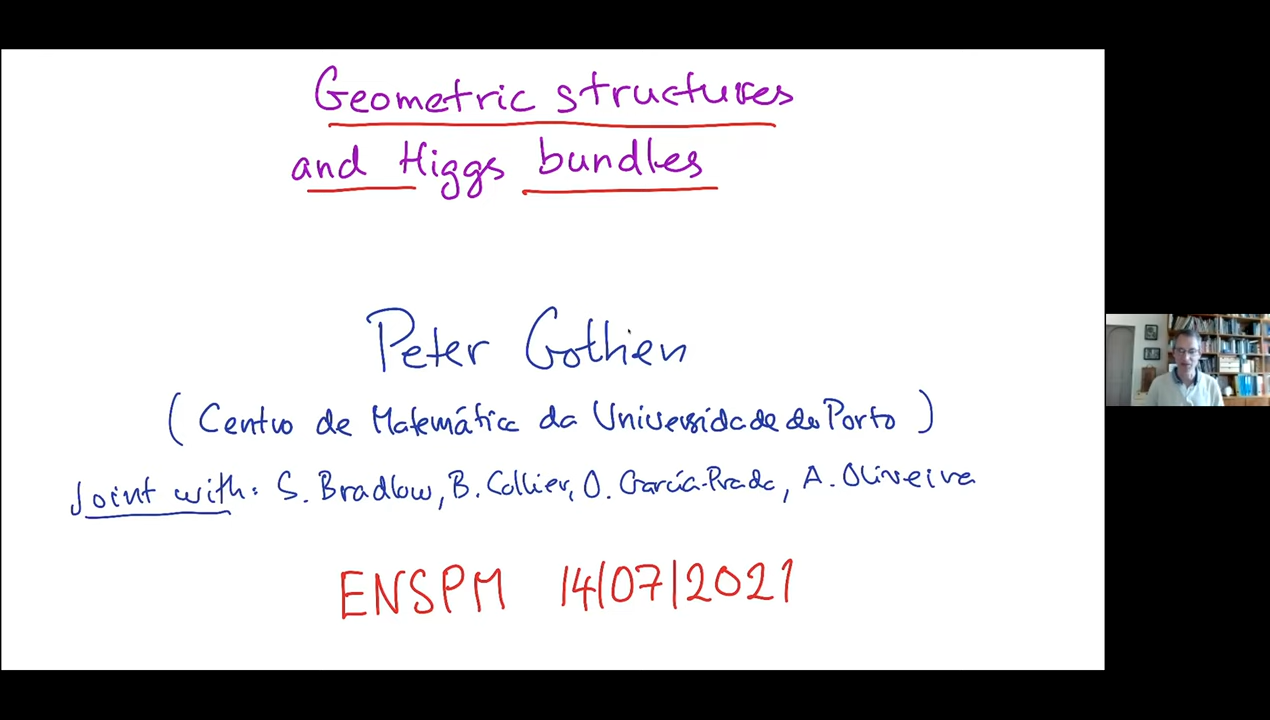 Geometric structures
and Higgs bundles
Peter Gothen
(Centro de Matemática da Universidade do Porto)
Joint with: S. Bradlow, B. Collier, O. García-Prada, A. Oliveira
ENSPM 14/07/2021